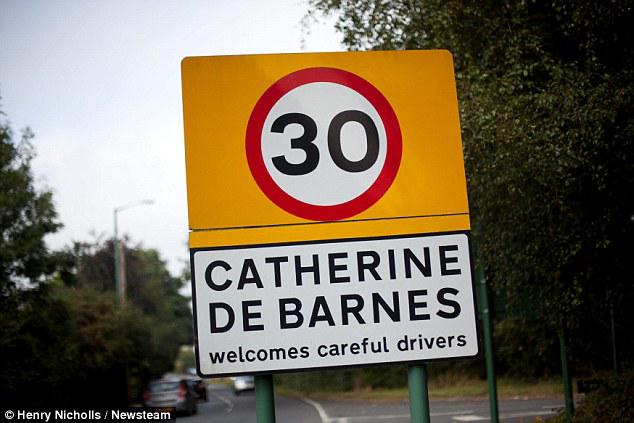 30
CATHERINE
DE BARNES
welcomes careful drivers
© Henry Nicholls / Newsteam